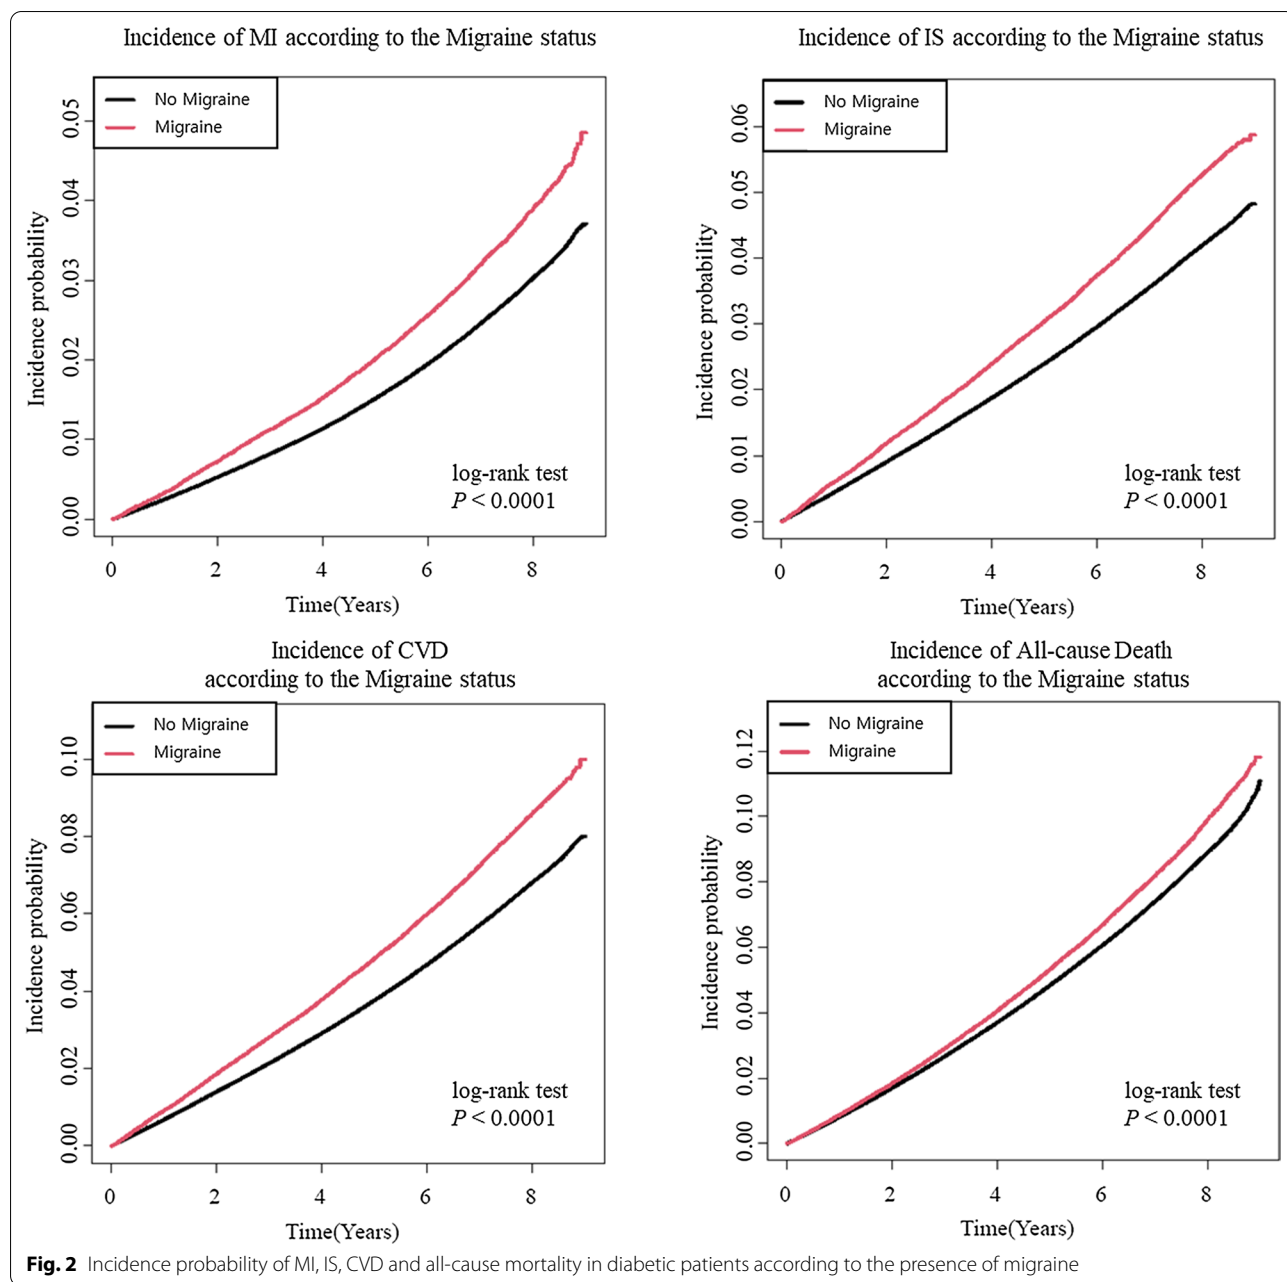 Incidence of MI according to the Migraine status
No Migraine
Migraine
0.05
0.04
0.03
0.02
0.01
0.00
Incidence probability
log-rank test
P < 0.0001
0 2 4 6 8
Time(Years)
Incidence of IS according to the Migraine status
No Migraine
Migraine
0.06
0.05
0.04
0.03
0.02
0.01
0.00
Incidence probability
log-rank test
P < 0.0001
0 2 4 6 8
Time(Years)
Incidence of CVD
according to the Migraine status
No Migraine
Migraine
0.10
0.08
0.06
0.04
0.02
0.00
Incidence probability
log-rank test
P < 0.0001
0 2 4 6 8
Time(Years)
Incidence of All-cause Death
according to the Migraine status
No Migraine
Migraine
0.12
0.10
0.08
0.06
0.04
0.02
0.00
Incidence probability
log-rank test
P < 0.0001
0 2 4 6 8
Time(Years)
Fig. 2 Incidence probability of MI, IS, CVD and all-cause mortality in diabetic patients according to the presence of migraine